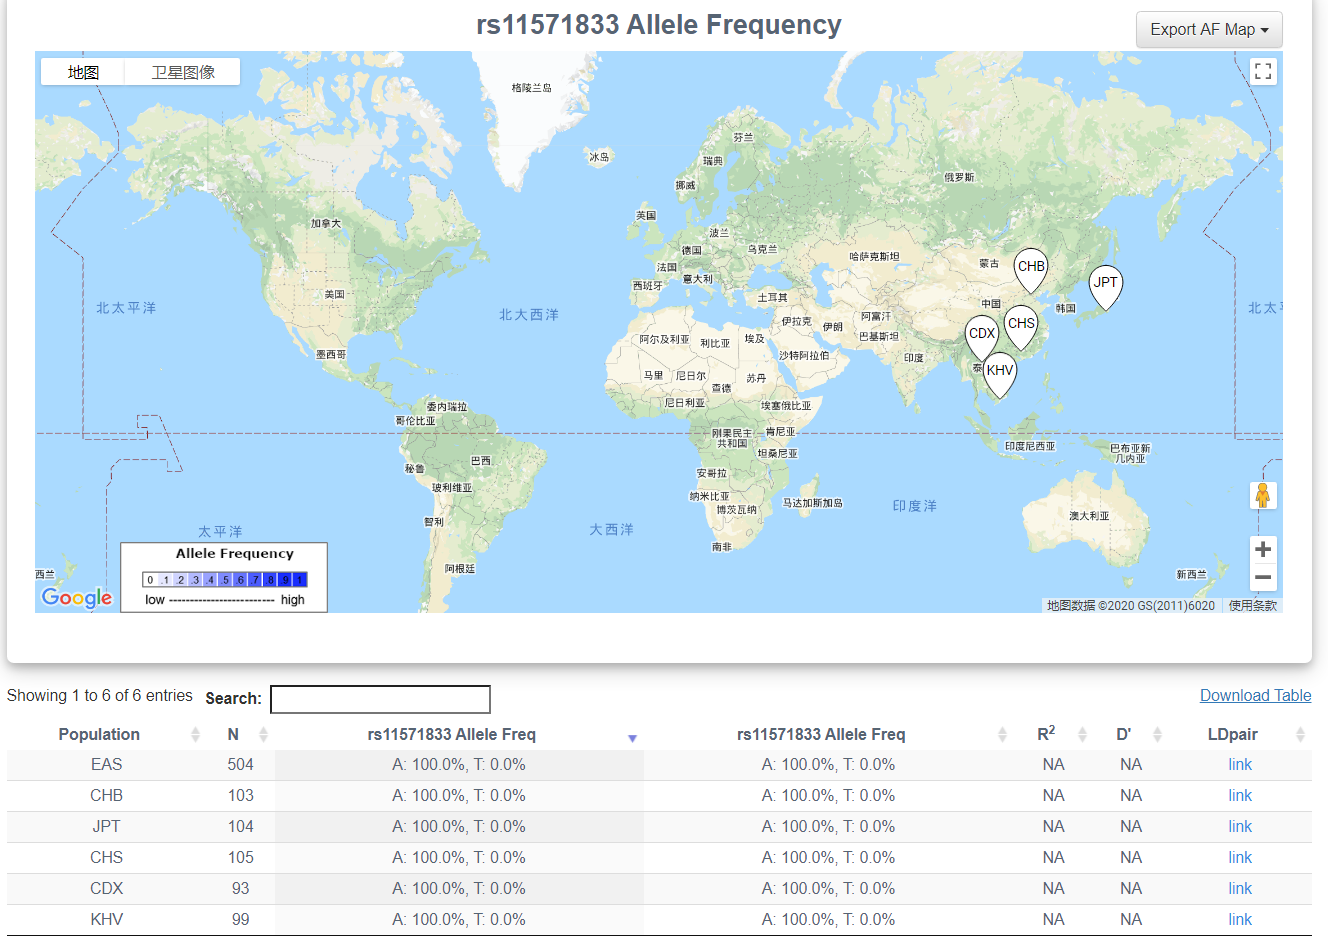 rs11571833 Allele Frequency
Export AF Map
地图 卫星图像
格陵兰岛
冰岛
芬兰
瑞典
挪威
俄罗斯
英国
加拿大
波兰
德国
乌克兰
法国
哈萨克斯坦
蒙古
CHB
意大利
西班牙
JPT
美国
土耳其
中国
北太平洋
北大西洋
韩国
北太
阿富汗
伊拉克
伊朗
CHS
CDX
阿尔及利亚
利比亚
埃及
巴基斯坦
墨西哥
沙特阿拉伯
印度
泰
KHV
马里
尼日尔
苏丹
乍得
尼日利亚
埃塞俄比亚
委内瑞拉
哥伦比亚
刚果民主
共和国
肯尼亚
印度尼西亚
巴布亚新
几内亚
坦桑尼亚
巴西
秘鲁
安哥拉
玻利维亚
纳米比亚
博茨瓦纳
马达加斯加岛
印度洋
智利
澳大利亚
太平洋
大西洋
南非
阿根廷
西兰
新西兰
Allele Frequency
0 .1 .2 .3 .4 .5 .6 .7 .8 .9 1
low -------------------------- high
Google
地图数据 ©2020 GS(2011)6020 使用条款
Showing 1 to 6 of 6 entries Search: Download Table
Population N rs11571833 Allele Freq rs11571833 Allele Freq R² D' LDpair
EAS 504 A: 100.0%, T: 0.0% A: 100.0%, T: 0.0% NA NA link
CHB 103 A: 100.0%, T: 0.0% A: 100.0%, T: 0.0% NA NA link
JPT 104 A: 100.0%, T: 0.0% A: 100.0%, T: 0.0% NA NA link
CHS 105 A: 100.0%, T: 0.0% A: 100.0%, T: 0.0% NA NA link
CDX 93 A: 100.0%, T: 0.0% A: 100.0%, T: 0.0% NA NA link
KHV 99 A: 100.0%, T: 0.0% A: 100.0%, T: 0.0% NA NA link